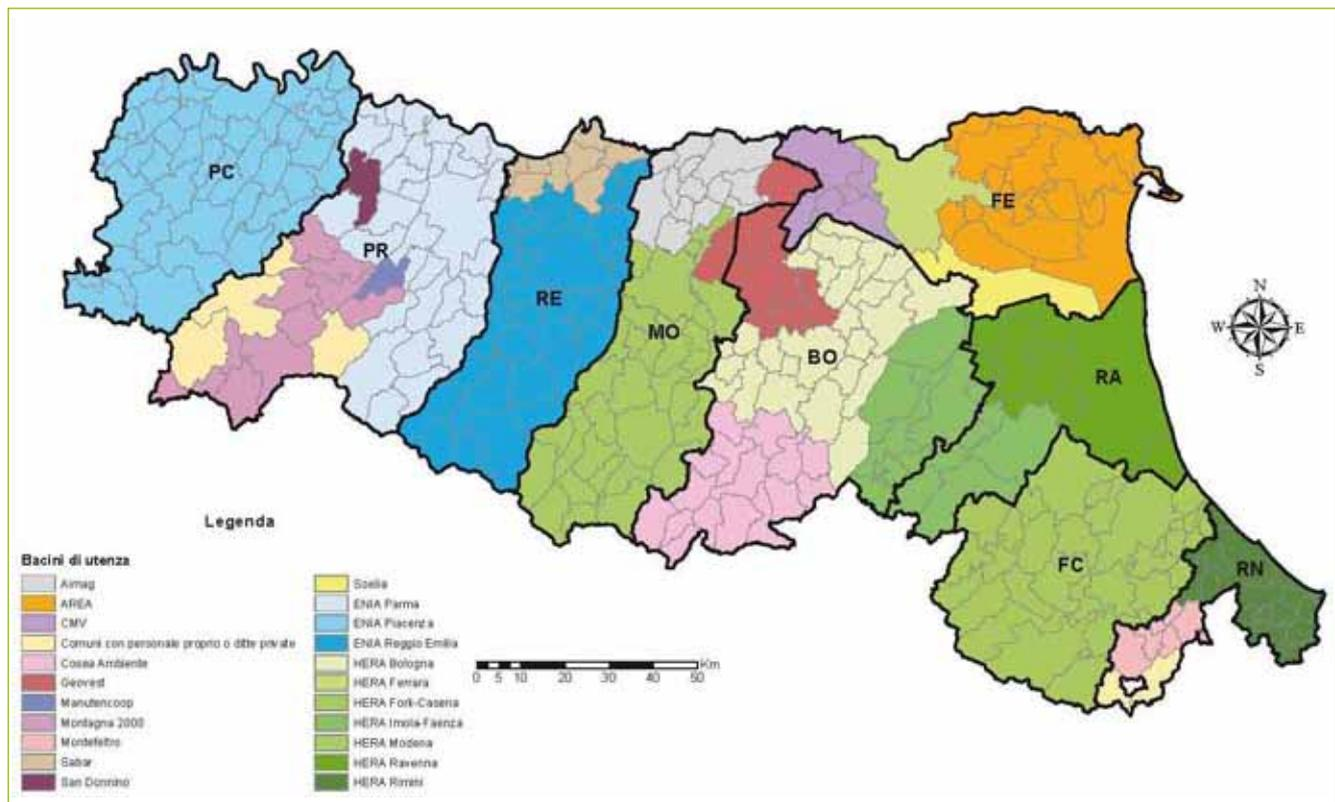 PC
PR
RE
MO
BO
FE
RA
FC
RN
N
W E
S
Legenda
Bacini di utenza
Aimag
AREA
CMV
Comuni con personale proprio o ditte private
Cosea Ambiente
Geovest
Manutencoop
Montagna 2000
Montefeltro
Sabar
San Donnino
Soelia
ENIA Parma
ENIA Piacenza
ENIA Reggio Emilia
HERA Bologna
HERA Ferrara
HERA Forlì-Cesena
HERA Imola-Faenza
HERA Modena
HERA Ravenna
HERA Rimini
Km
0 5 10 20 30 40 50